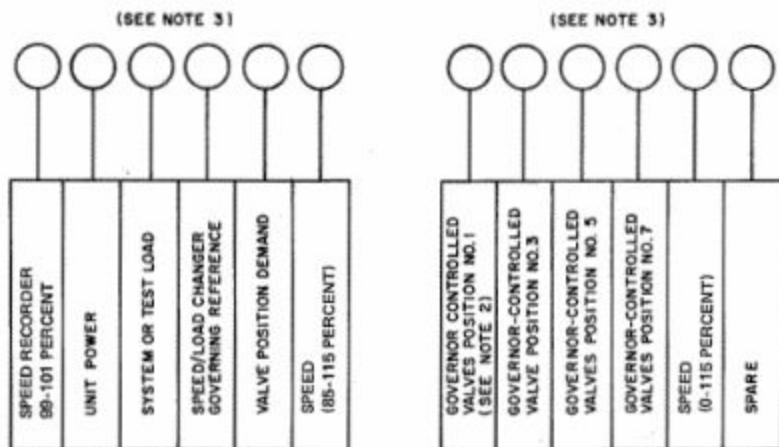 (SEE NOTE 3)
SPEED RECORDER
99-101 PERCENT
UNIT POWER
SYSTEM OR TEST LOAD
SPEED/LOAD CHANGER
GOVERNING REFERENCE
VALVE POSITION DEMAND
SPEED
(85-115 PERCENT)
(SEE NOTE 3)
GOVERNOR CONTROLLED
VALVES POSITION NO.1
(SEE NOTE 2)
GOVERNOR-CONTROLLED
VALVE POSITION NO.3
GOVERNOR-CONTROLLED
VALVES POSITION NO. 5
GOVERNOR-CONTROLLED
VALVES POSITION NO.7
SPEED
(0-115 PERCENT)
SPARE